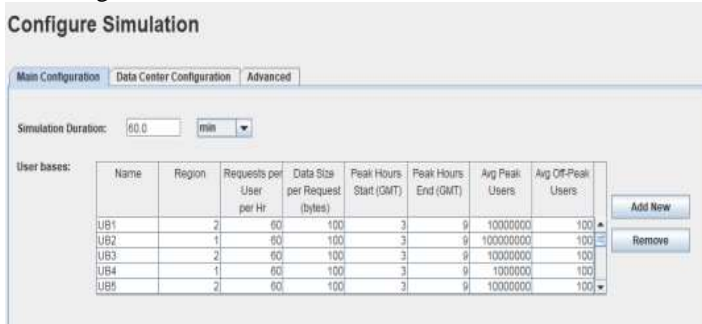 Configure Simulation
Main Configuration Data Center Configuration Advanced
Simulation Duration: 60.0 min
User bases:
Name Region Requests per User per Hr Data Size per Request (bytes) Peak Hours Start (GMT) Peak Hours End (GMT) Avg Peak Users Avg Off-Peak Users
UB1 2 60 100 3 9 10000000 100
UB2 1 60 100 3 9 100000000 100
UB3 2 60 100 3 9 10000000 100
UB4 1 60 100 3 9 1000000 100
UB5 2 60 100 3 9 10000000 100
Add New
Remove